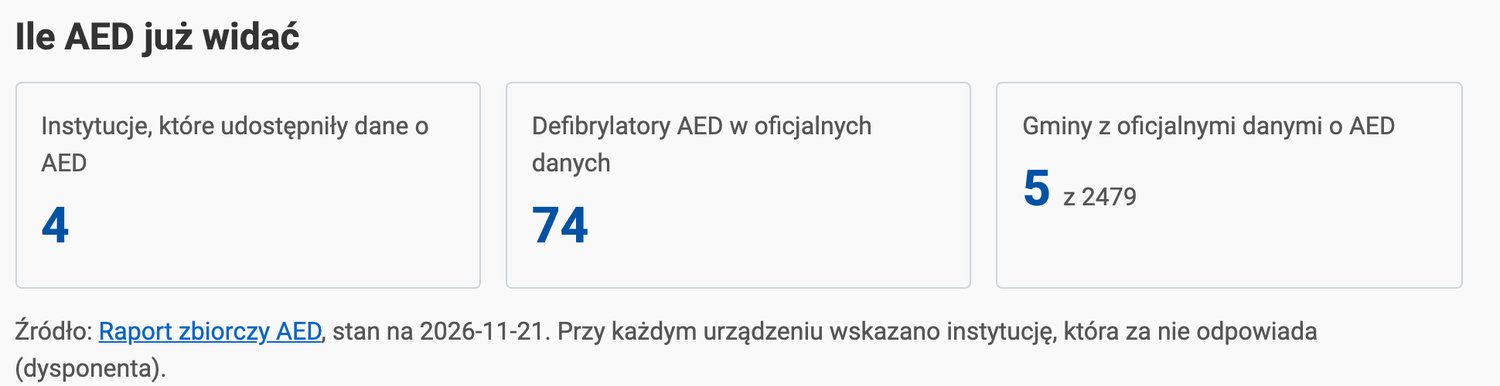 Ile AED już widać
Instytucje, które udostępniły dane o
AED
4
Defibrylatory AED w oficjalnych
danych
74
Gminy z oficjalnymi danymi o AED
5 z 2479
Źródło: Raport zbiorczy AED, stan na 2026-11-21. Przy każdym urządzeniu wskazano instytucję, która za nie odpowiada
(dysponenta).